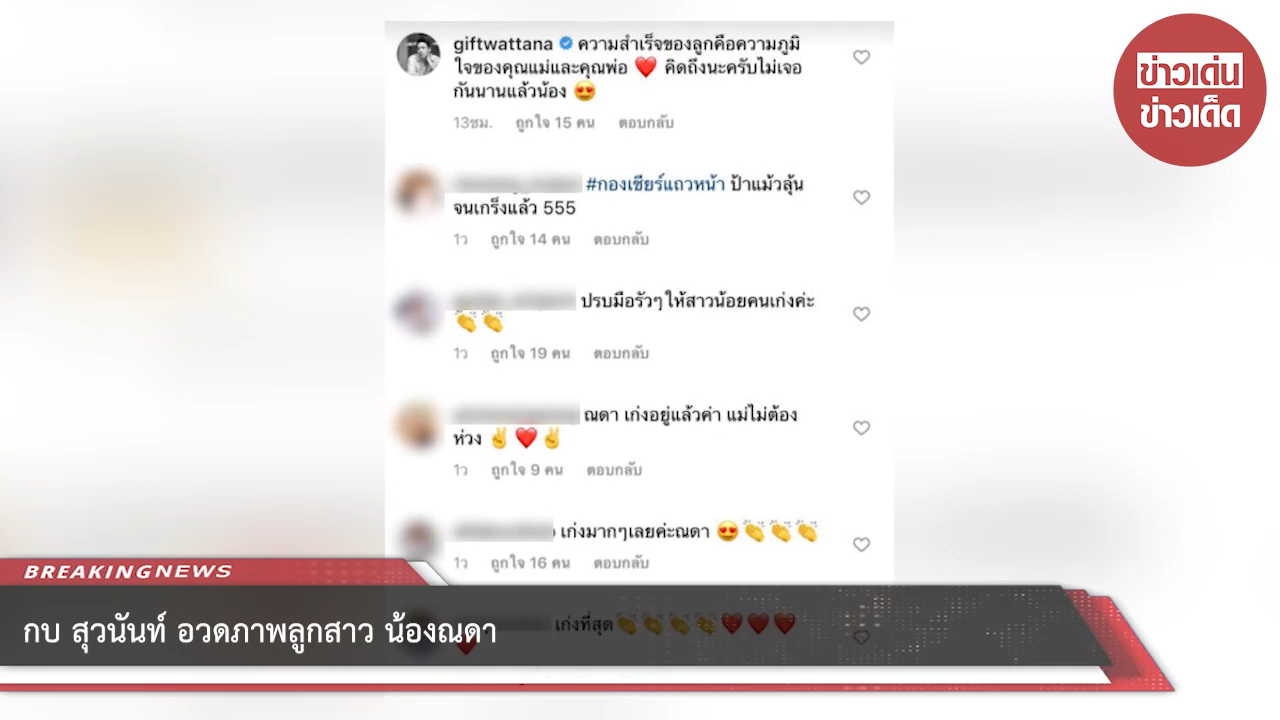 giftwattana ความสำเร็จของลูกคือความภูมิ
ใจของคุณแม่และคุณพ่อ ❤️ คิดถึงนะครับไม่เจอ
กันนานแล้วน้อง 😍
13ชม. ถูกใจ 15 คน ตอบกลับ
#กองเชียร์แถวหน้า ป้าแม้วลุ้น
จนเกร็งแล้ว 555
1ว ถูกใจ 14 คน ตอบกลับ
ปรบมือรัวๆ ให้สาวน้อยคนเก่งค่ะ
👏👏
1ว ถูกใจ 19 คน ตอบกลับ
ณดา เก่งอยู่แล้วค่า แม่ไม่ต้อง
ห่วง ✌️❤️✌️
1ว ถูกใจ 9 คน ตอบกลับ
เก่งมากๆเลยค่ะณดา 😍👏👏👏
1ว ถูกใจ 16 คน ตอบกลับ
เก่งที่สุด👏👏👏👏❤️❤️❤️
❤️
ข่าวเด่น
ข่าวเด็ด
BREAKING NEWS
กบ สุวนันท์ อวดภาพลูกสาว น้องณดา